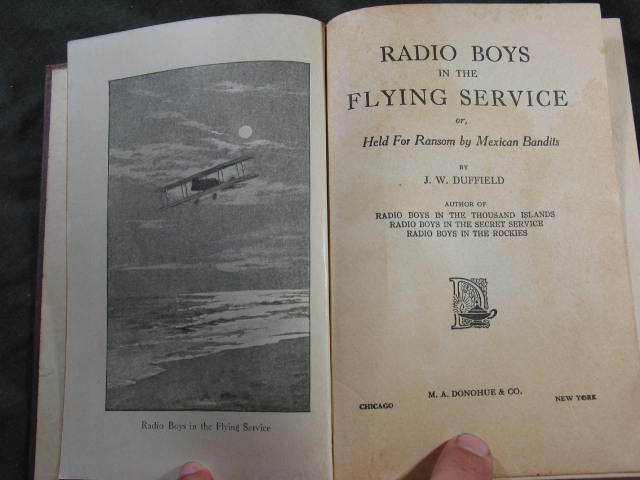 Radio Boys in the Flying Service
RADIO BOYS
IN THE
FLYING SERVICE
or,
Held For Ransom by Mexican Bandits
BY
J. W. DUFFIELD
AUTHOR OF
RADIO BOYS IN THE THOUSAND ISLANDS
RADIO BOYS IN THE SECRET SERVICE
RADIO BOYS IN THE ROCKIES
D
M. A. DONOHUE & CO.
CHICAGO NEW YORK